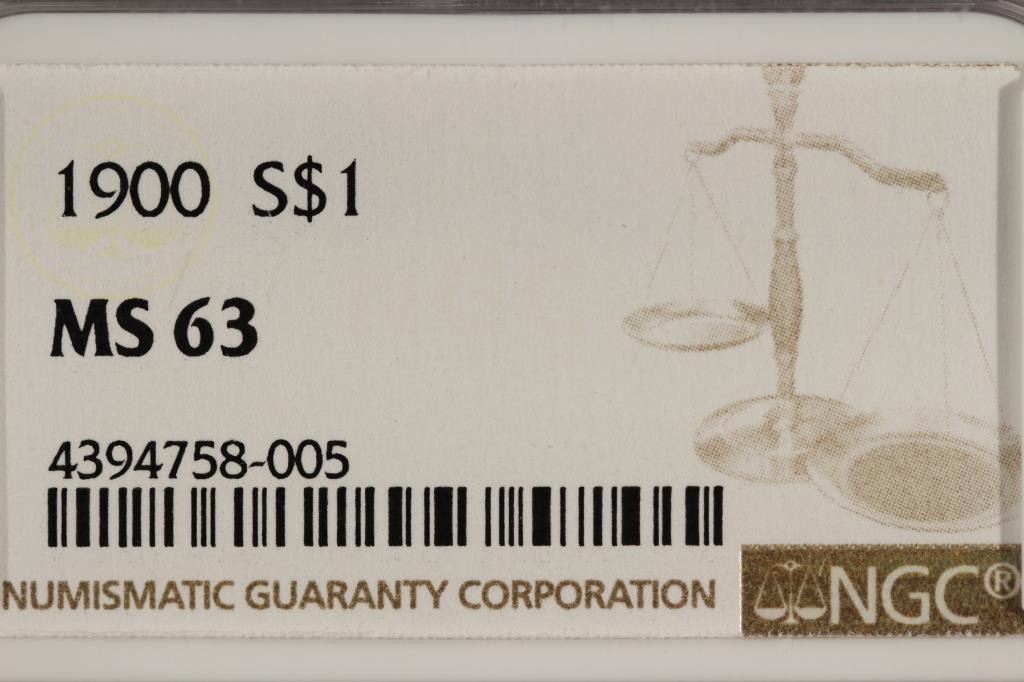 1900 S$1
MS 63
4394758-005
NUMISMATIC GUARANTY CORPORATION
NGC®